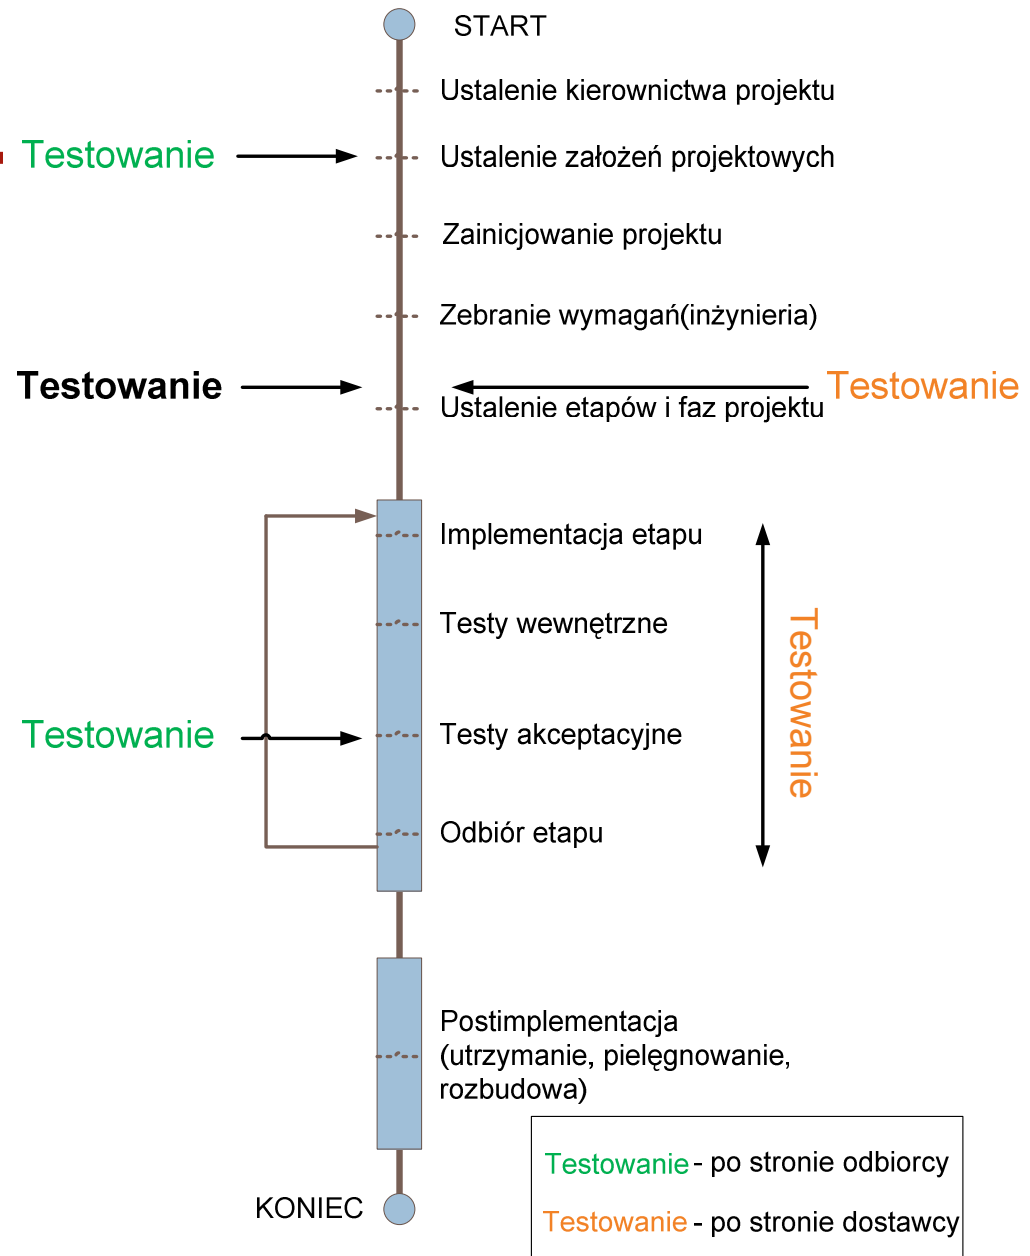 START
Ustalenie kierownictwa projektu
Testowanie
Ustalenie założeń projektowych
Zainicjowanie projektu
Zebranie wymagań(inżynieria)
Testowanie
Testowanie
Ustalenie etapów i faz projektu
Implementacja etapu
Testy wewnętrzne
Testowanie
Testowanie
Testy akceptacyjne
Odbiór etapu
Postimplementacja
(utrzymanie, pielęgnowanie,
rozbudowa)
Testowanie - po stronie odbiorcy
KONIEC
Testowanie - po stronie dostawcy